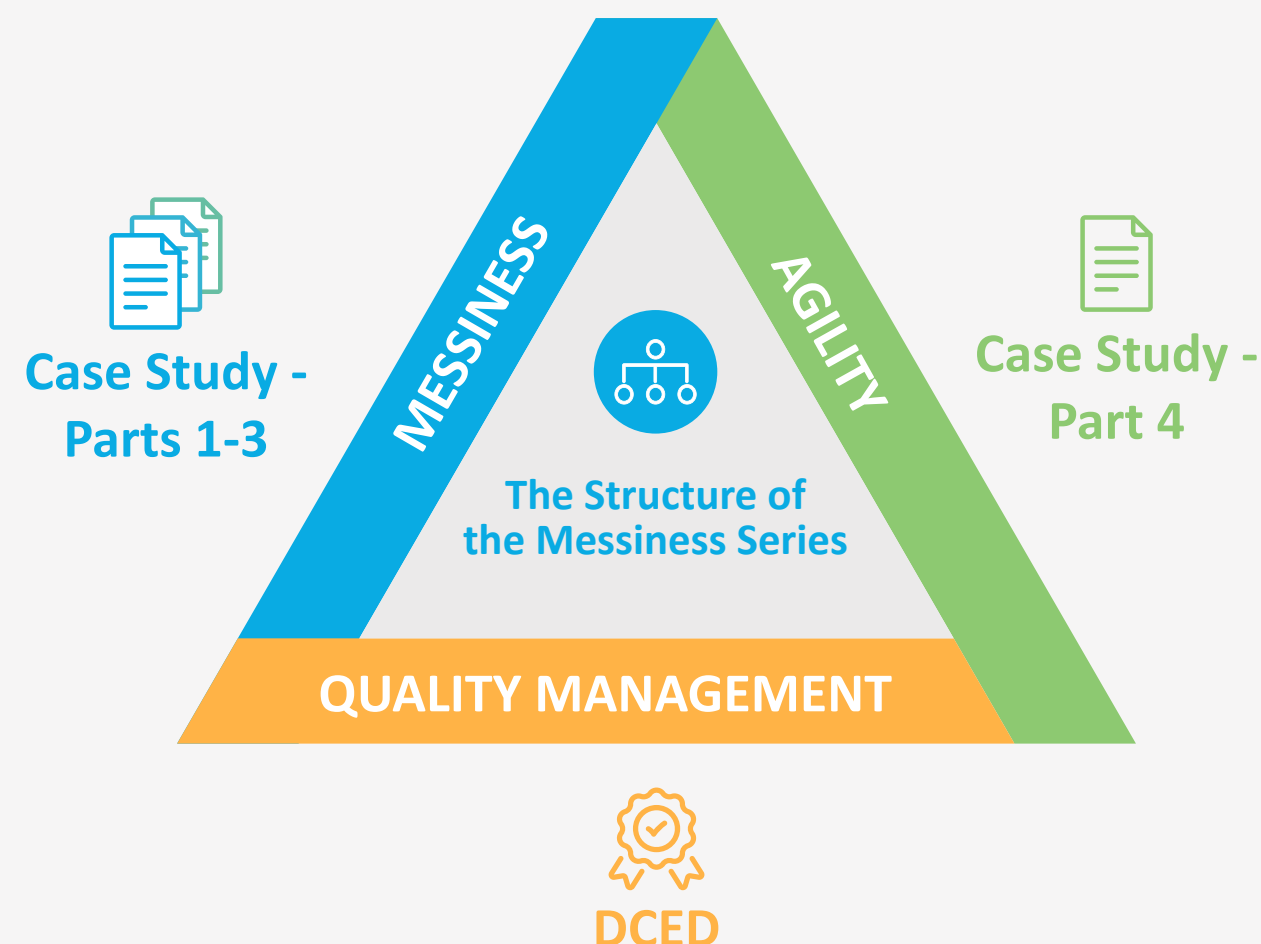 MESSINESS
AGILITY
Case Study -
Parts 1-3
Case Study -
Part 4
The Structure of
the Messiness Series
QUALITY MANAGEMENT
DCED